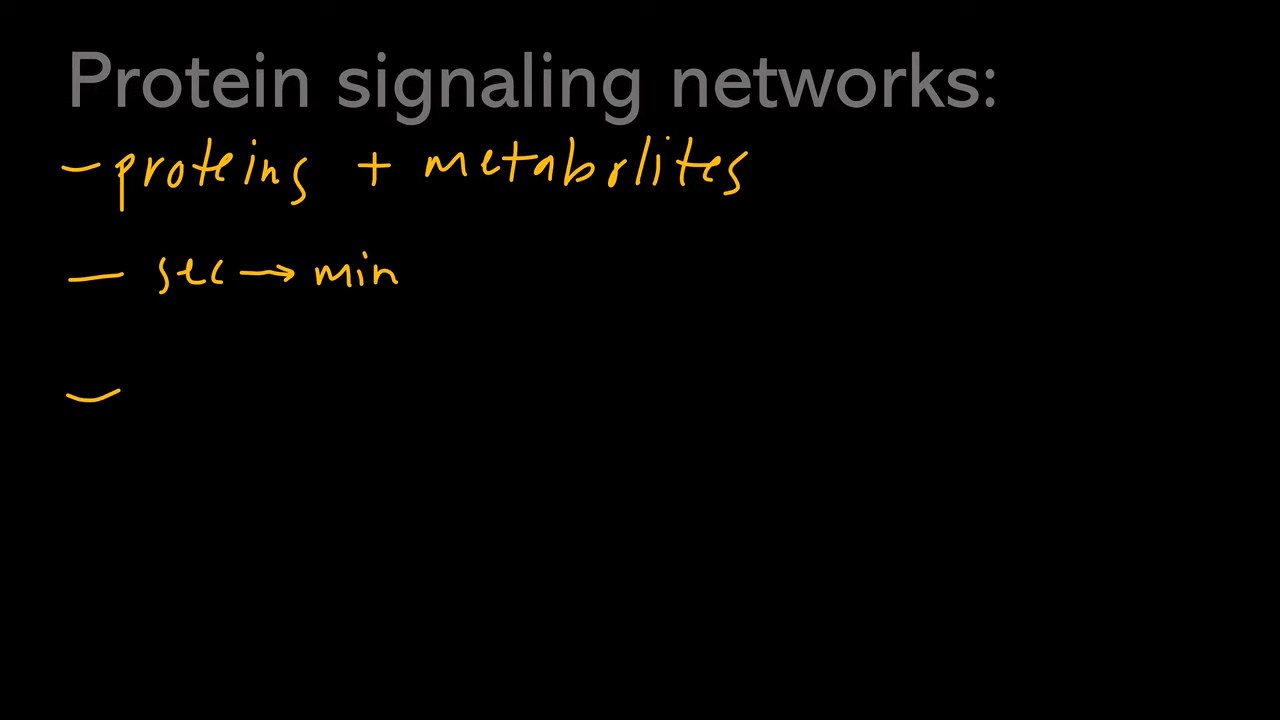 Protein signaling networks:
- proteins + metabolites
- sec → min
-